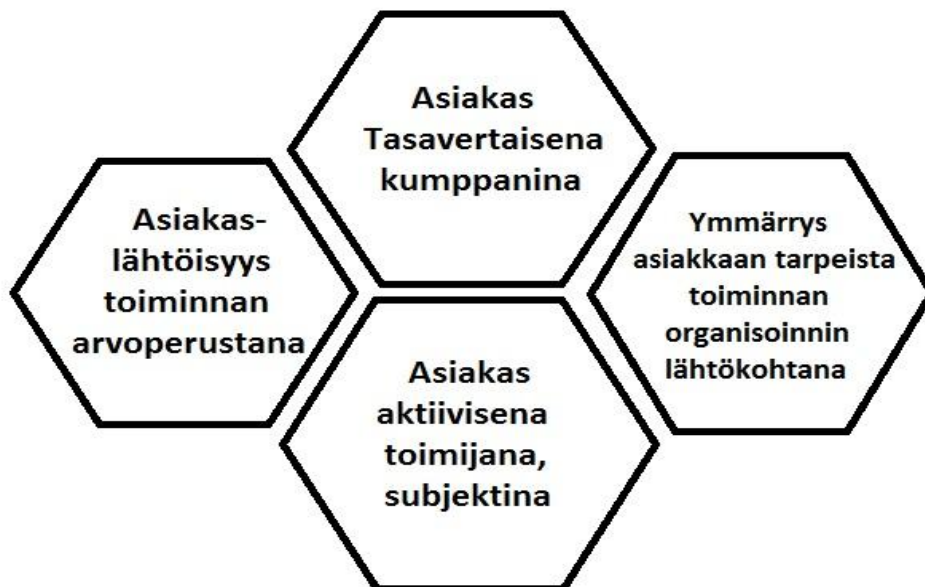 Asiakas
Tasavertaisena
kumppanina
Asiakas-
lähtöisyys
toiminnan
arvoperustana
Ymmärrys
asiakkaan tarpeista
toiminnan
organisoinnin
lähtökohtana
Asiakas
aktiivisena
toimijana,
subjektina